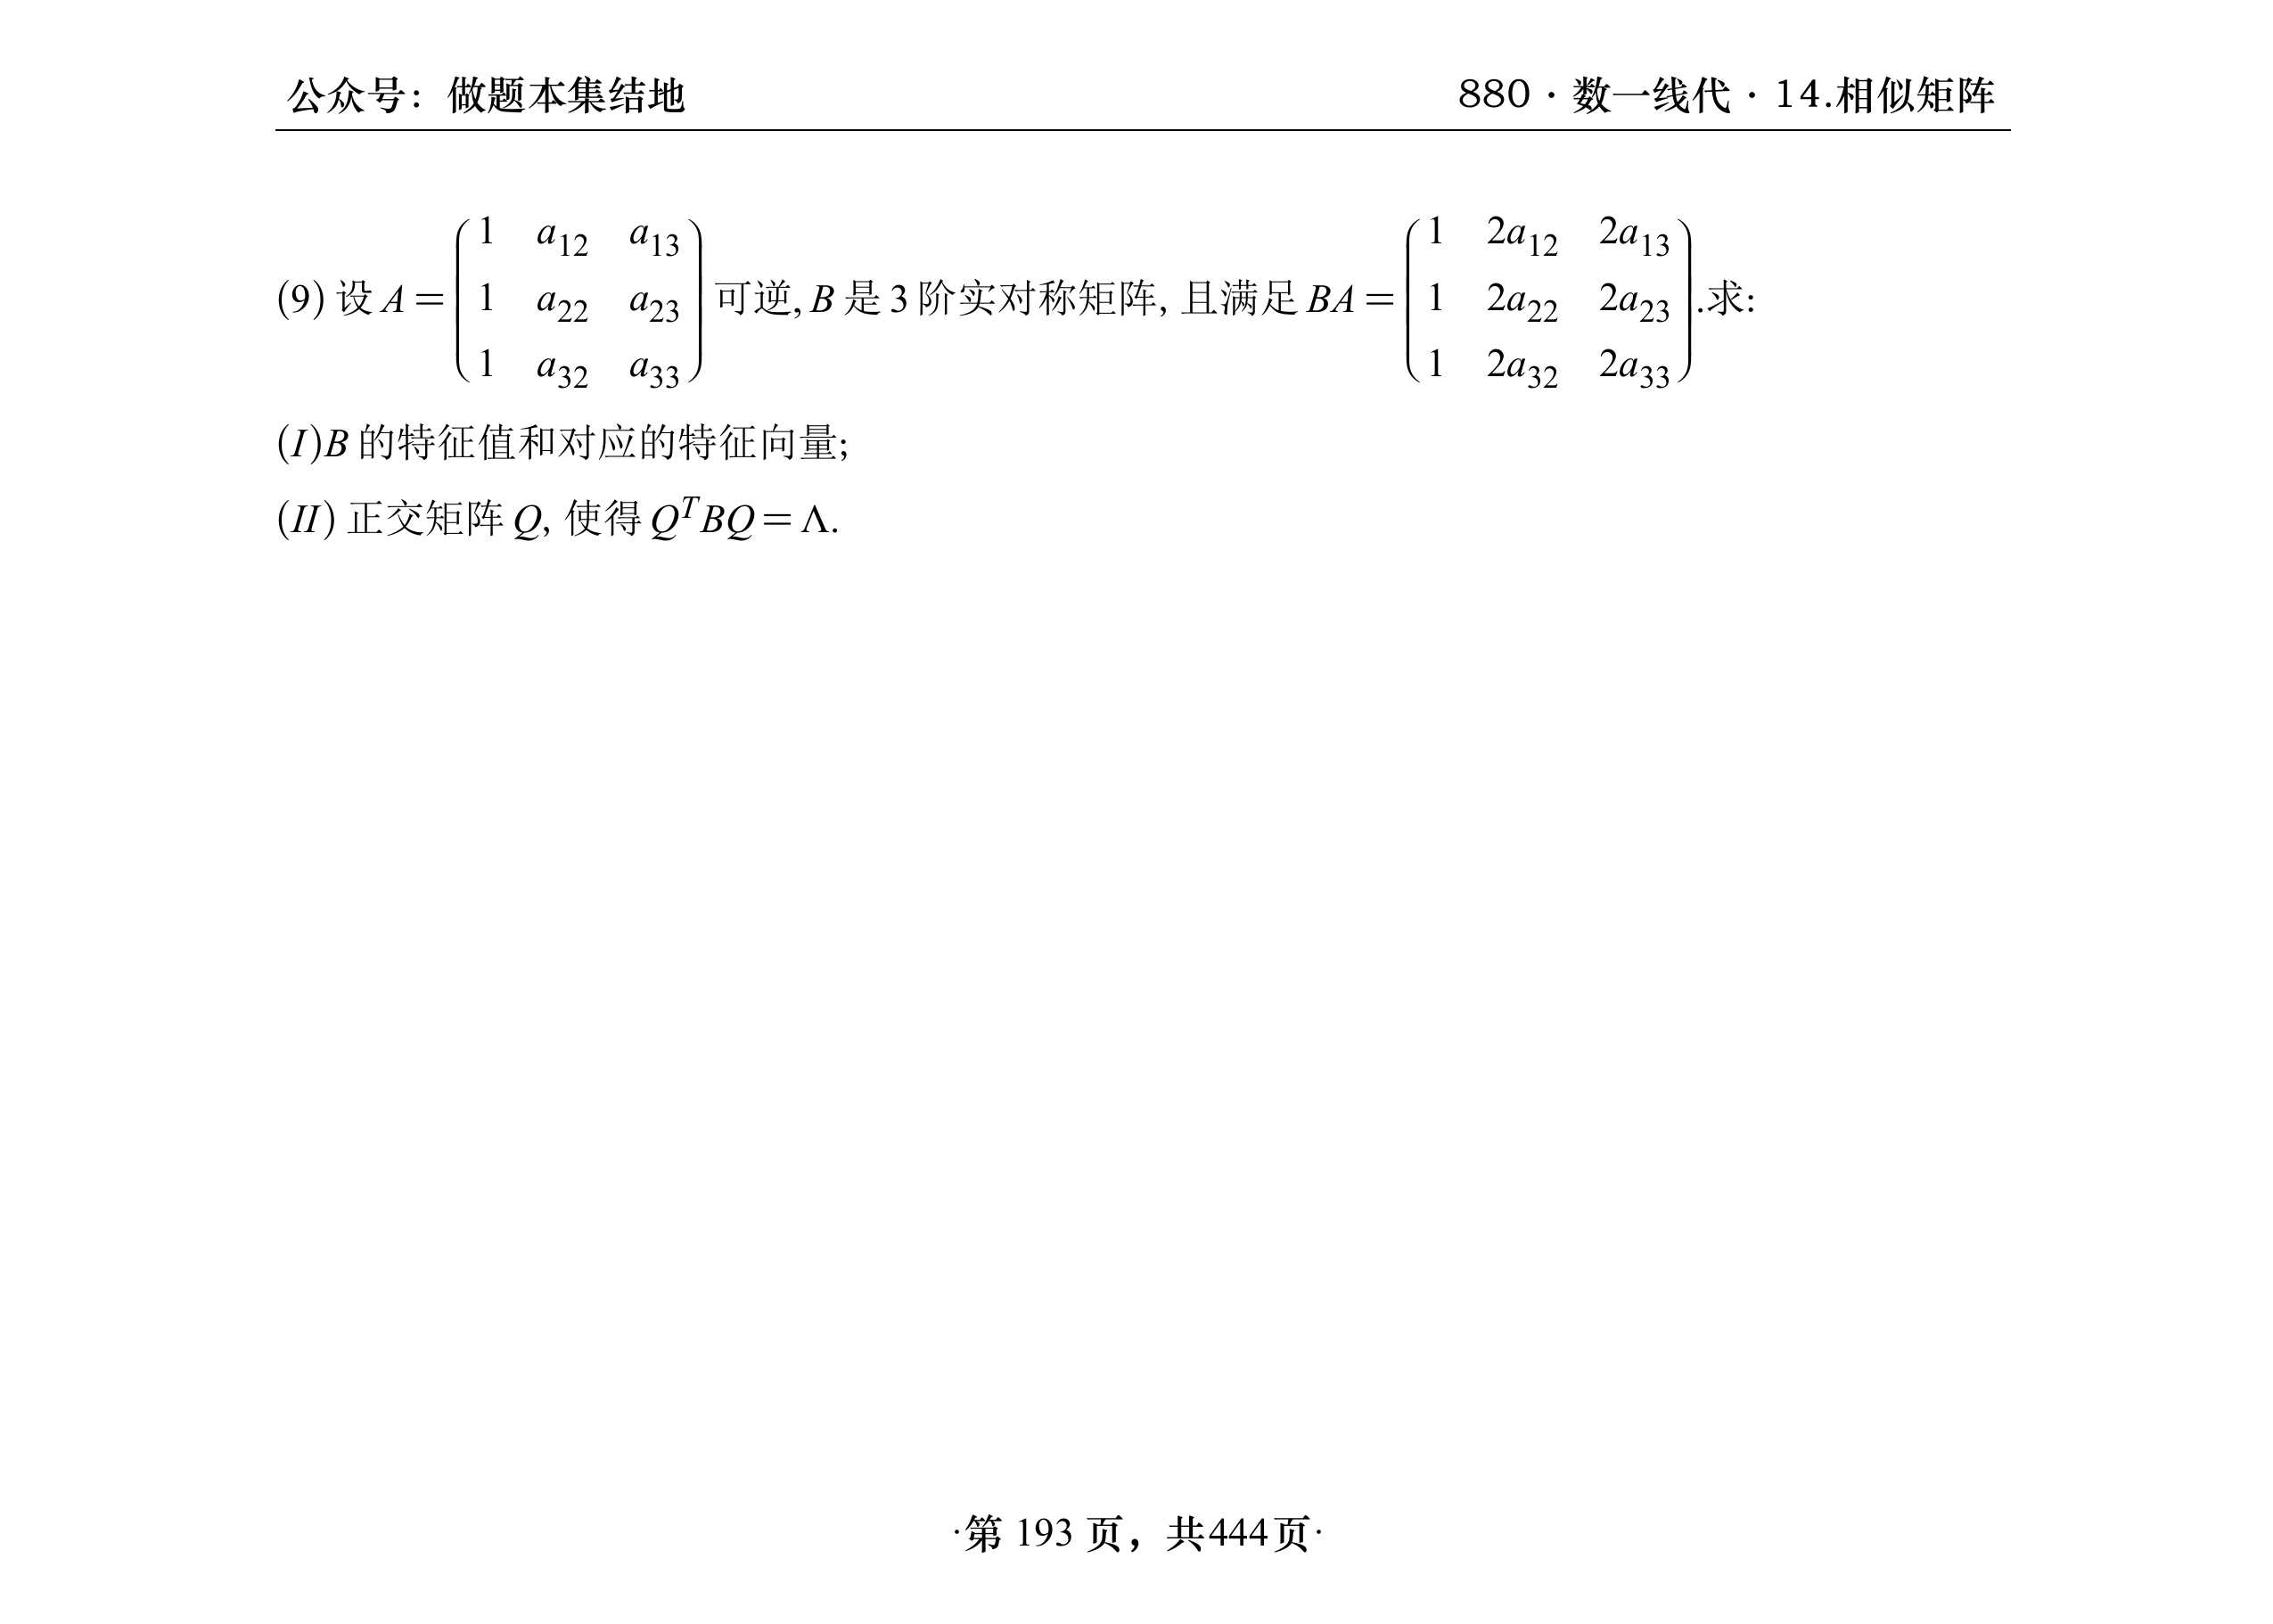 公众号：做题本集结地
880·数一线代·14.相似矩阵
(9) 设 A = \begin{pmatrix} 1 & a_{12} & a_{13} \\ 1 & a_{22} & a_{23} \\ 1 & a_{32} & a_{33} \end{pmatrix} 可逆, B 是 3 阶实对称矩阵, 且满足 BA = \begin{pmatrix} 1 & 2a_{12} & 2a_{13} \\ 1 & 2a_{22} & 2a_{23} \\ 1 & 2a_{32} & 2a_{33} \end{pmatrix}.求:
(I)B 的特征值和对应的特征向量;
(II) 正交矩阵 Q, 使得 Q^T BQ = Λ.
·第 193 页，共444页·